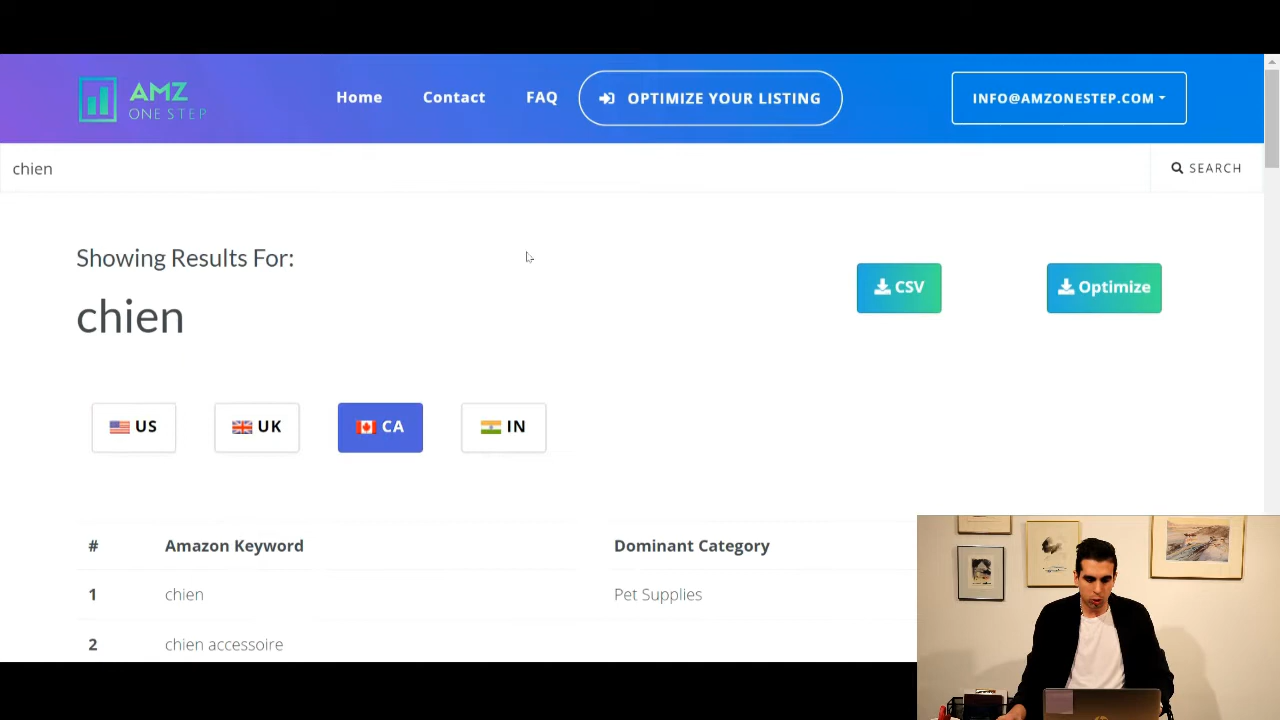 AMZ
ONE STEP
Home
Contact
FAQ
OPTIMIZE YOUR LISTING
INFO@AMZONESTEP.COM
chien
SEARCH
Showing Results For:
chien
CSV
Optimize
US
UK
CA
IN
# Amazon Keyword Dominant Category
1 chien Pet Supplies
2 chien accessoire